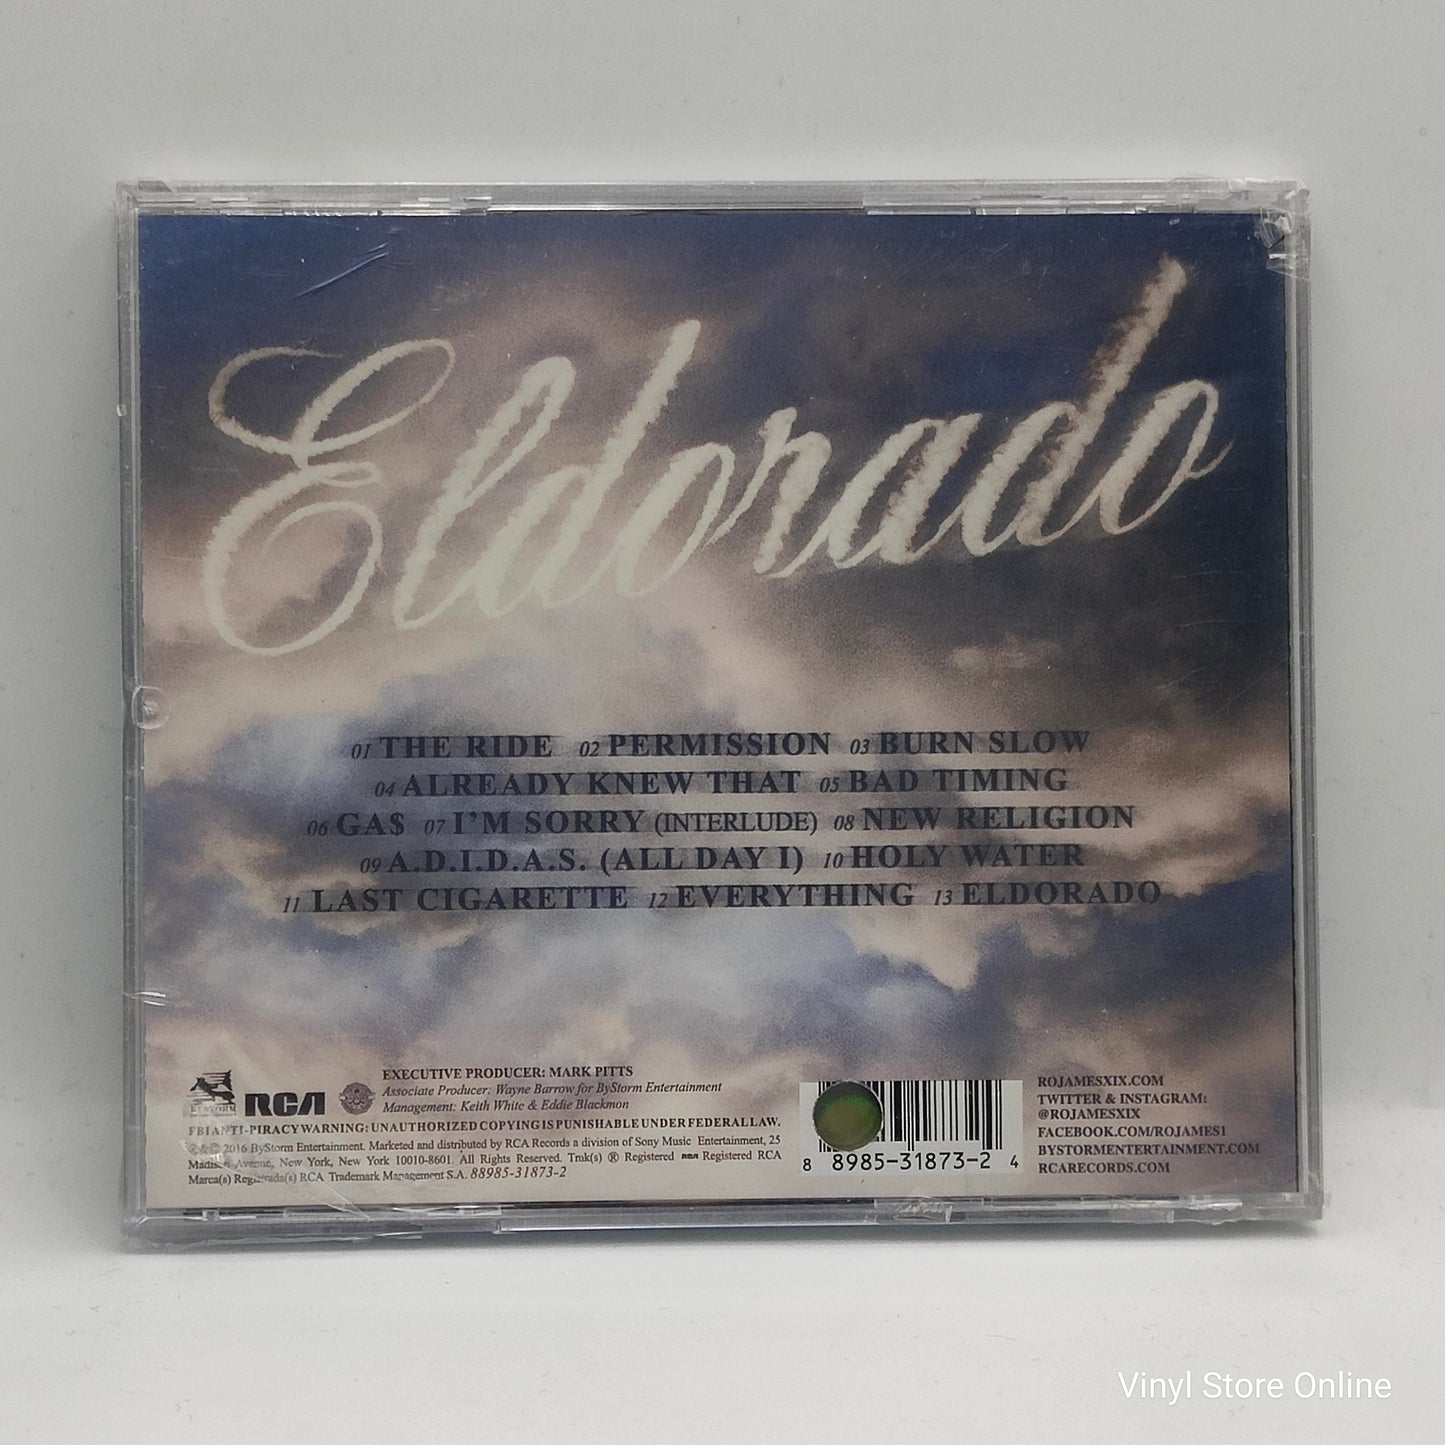 Eldorado
01 THE RIDE 02 PERMISSION 03 BURN SLOW
04 ALREADY KNEW THAT 05 BAD TIMING
06 GA$ 07 I'M SORRY (INTERLUDE) 08 NEW RELIGION
09 A.D.I.D.A.S. (ALL DAY I) 10 HOLY WATER
11 LAST CIGARETTE 12 EVERYTHING 13 ELDORADO
BYSTORM
RCA
EXECUTIVE PRODUCER: MARK PITTS
Associate Producer: Wayne Barrow for ByStorm Entertainment
Management: Keith White & Eddie Blackmon
FBI ANTI-PIRACY WARNING: UNAUTHORIZED COPYING IS PUNISHABLE UNDER FEDERAL LAW.
℗ & © 2016 ByStorm Entertainment. Marketed and distributed by RCA Records a division of Sony Music Entertainment, 25
Madison Avenue, New York, New York 10010-8601. All Rights Reserved. Tmk(s) ® Registered RCA Registered RCA
Marca(s) Registrada(s) RCA Trademark Management S.A. 88985-31873-2
8 8985-31873-2 4
ROJAMESXIX.COM
TWITTER & INSTAGRAM:
@ROJAMESXIX
FACEBOOK.COM/ROJAMES1
BYSTORMENTERTAINMENT.COM
RCARECORDS.COM
Vinyl Store Online